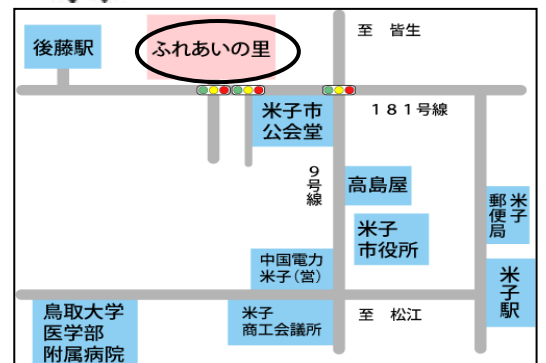 至 皆生
後藤駅
ふれあいの里
米子市
公会堂
181号線
9号線
高島屋
米子
郵便局
米子
市役所
中国電力
米子(営)
米子駅
鳥取大学
医学部
附属病院
米子
商工会議所
至 松江